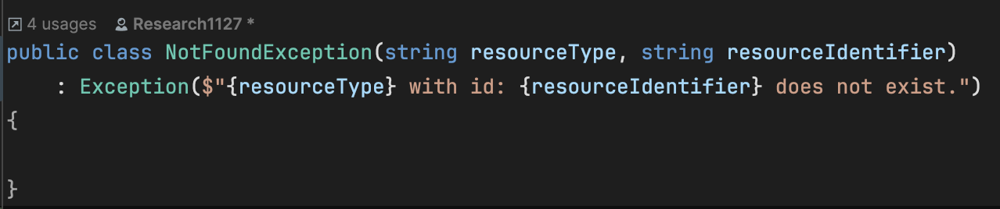 4 usages Research1127 *
public class NotFoundException(string resourceType, string resourceIdentifier)
    : Exception($"{resourceType} with id: {resourceIdentifier} does not exist.")
{
}